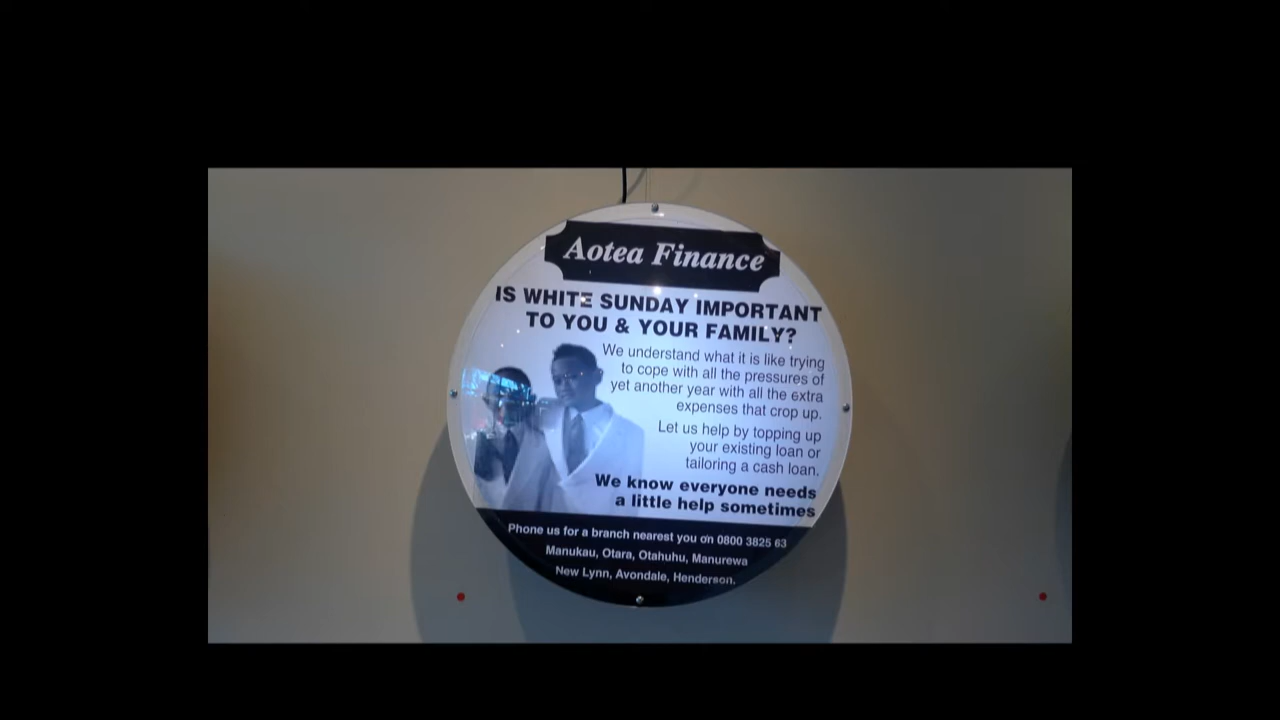 Aotea Finance
IS WHITE SUNDAY IMPORTANT
TO YOU & YOUR FAMILY?
We understand what it is like trying
to cope with all the pressures of
yet another year with all the extra
expenses that crop up.
Let us help by topping up
your existing loan or
tailoring a cash loan.
We know everyone needs
a little help sometimes
Phone us for a branch nearest you on 0800 3825 63
Manukau, Otara, Otahuhu, Manurewa
New Lynn, Avondale, Henderson.